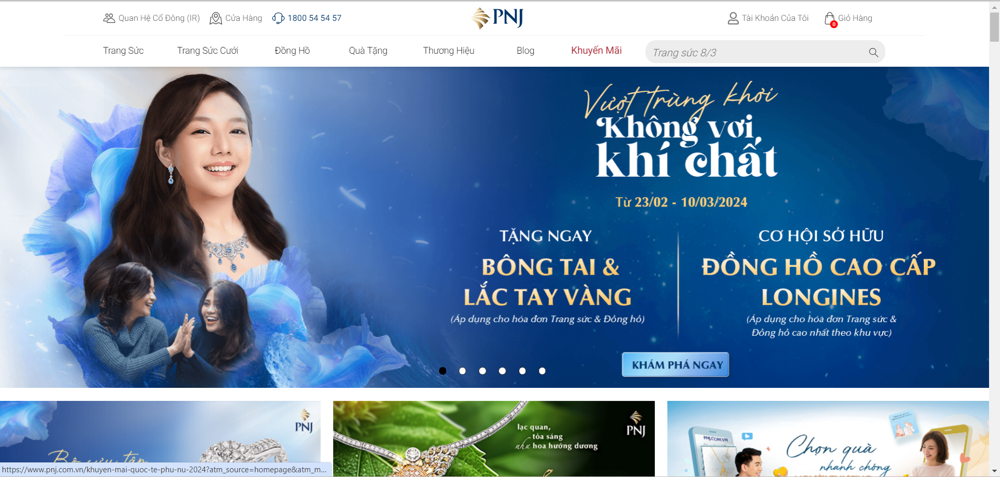 Quan Hệ Cổ Đông (IR)
Cửa Hàng
1800 54 54 57
PNJ
Tài Khoản Của Tôi
0
Giỏ Hàng
Trang Sức
Trang Sức Cưới
Đồng Hồ
Quà Tặng
Thương Hiệu
Blog
Khuyến Mãi
Trang sức 8/3
Vượt trùng khơi
Không vơi
khí chất
Từ 23/02 - 10/03/2024
TẶNG NGAY
BÔNG TAI &
LẮC TAY VÀNG
(Áp dụng cho hóa đơn Trang sức & Đồng hồ)
CƠ HỘI SỞ HỮU
ĐỒNG HỒ CAO CẤP
LONGINES
(Áp dụng cho hóa đơn Trang sức &
Đồng hồ cao nhất theo khu vực)
KHÁM PHÁ NGAY
PNJ
Bộ sưu tập
lạc quan,
tỏa sáng
như hoa hướng dương
PNJ
PNJ.COM.VN
Chọn quà
nhanh chóng
https://www.pnj.com.vn/khuyen-mai-quoc-te-phu-nu-2024?atm_source=homepage&atm_m...